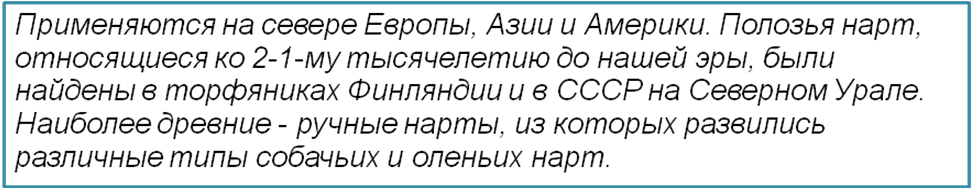 Применяются на севере Европы, Азии и Америки. Полозья нарт,
относящиеся ко 2-1-му тысячелетию до нашей эры, были
найдены в торфяниках Финляндии и в СССР на Северном Урале.
Наиболее древние - ручные нарты, из которых развились
различные типы собачьих и оленьих нарт.